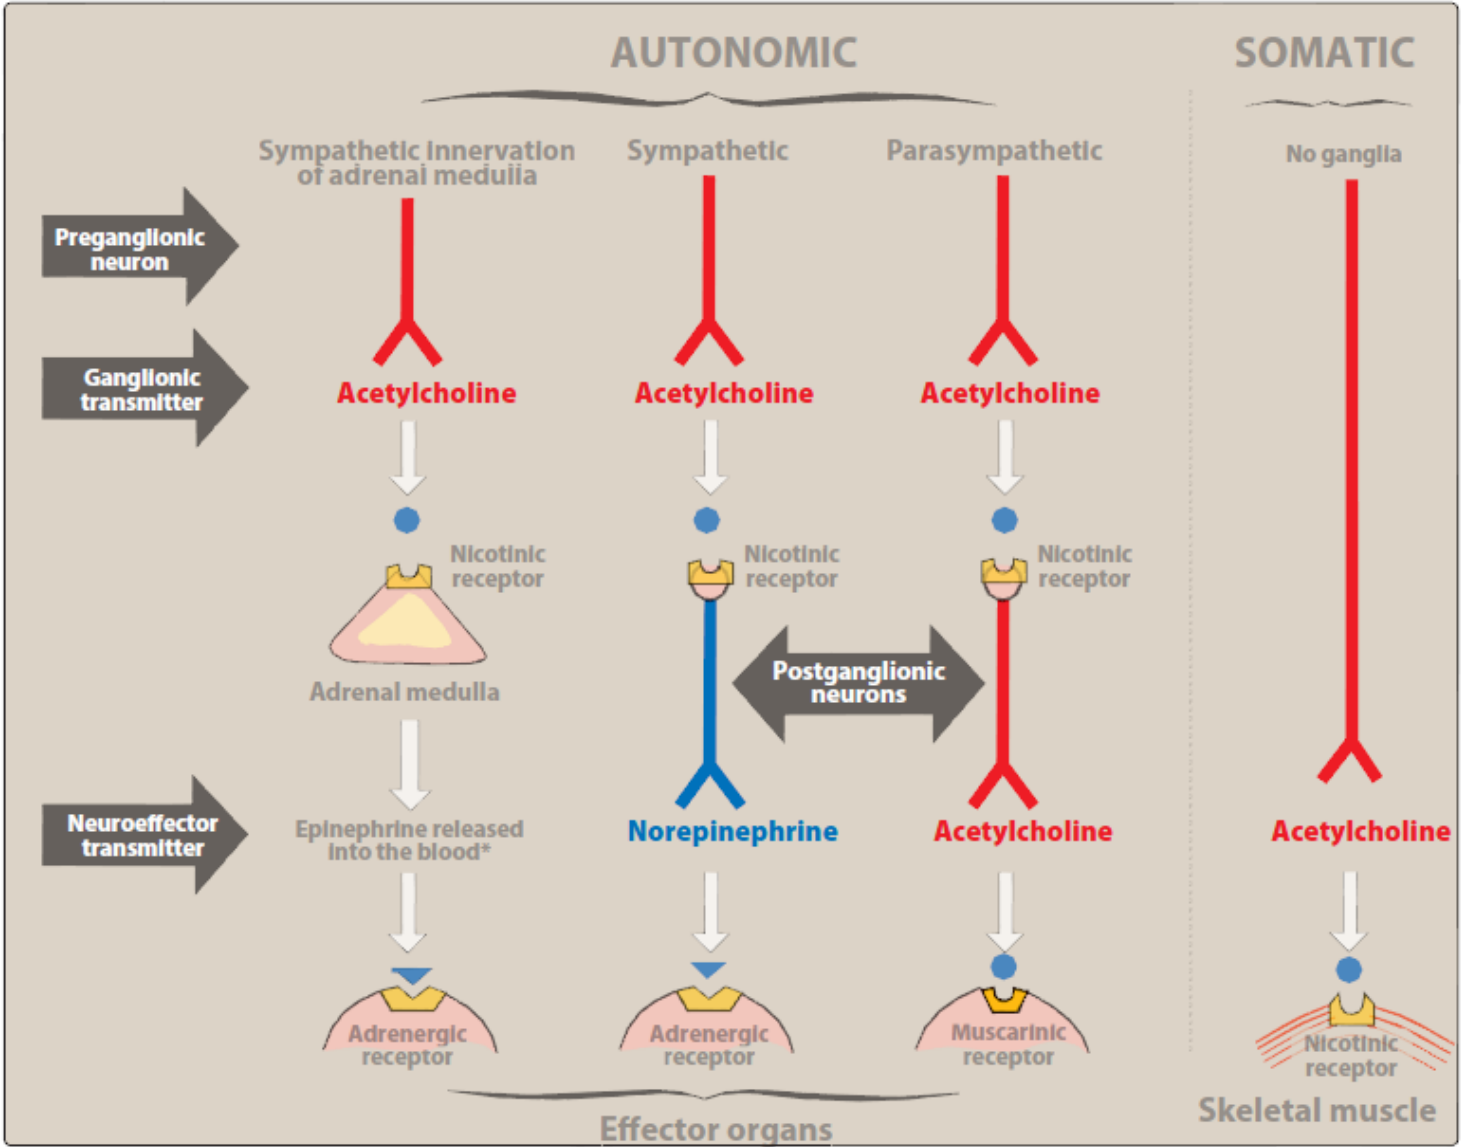 AUTONOMIC
SOMATIC
Sympathetic innervation
of adrenal medulla
Sympathetic
Parasympathetic
No ganglia
Preganglionic
neuron
Ganglionic
transmitter
Acetylcholine
Acetylcholine
Acetylcholine
Nicotinic
receptor
Nicotinic
receptor
Nicotinic
receptor
Adrenal medulla
Postganglionic
neurons
Neuroeffector
transmitter
Epinephrine released
into the blood*
Norepinephrine
Acetylcholine
Acetylcholine
Adrenergic
receptor
Adrenergic
receptor
Muscarinic
receptor
Nicotinic
receptor
Skeletal muscle
Effector organs